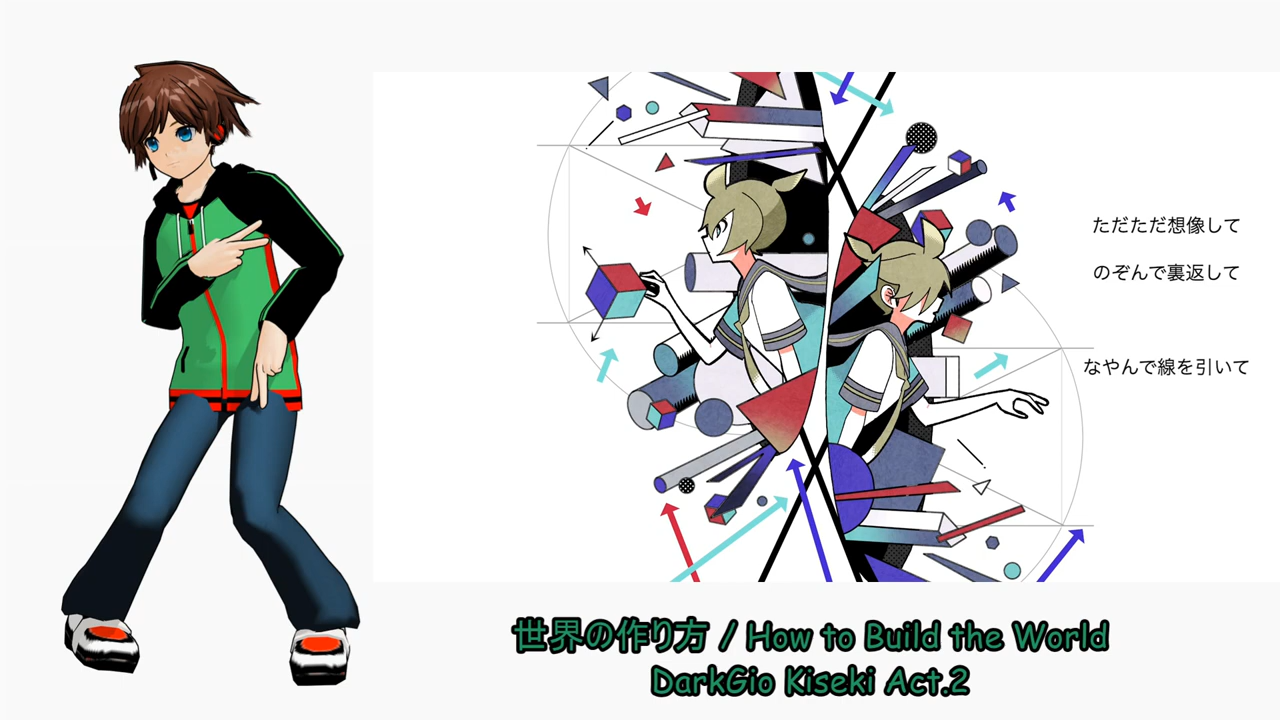 ただただ想像して
のぞんで裏返して
なやんで線を引いて
世界の作り方 / How to Build the World
DarkGio Kiseki Act.2